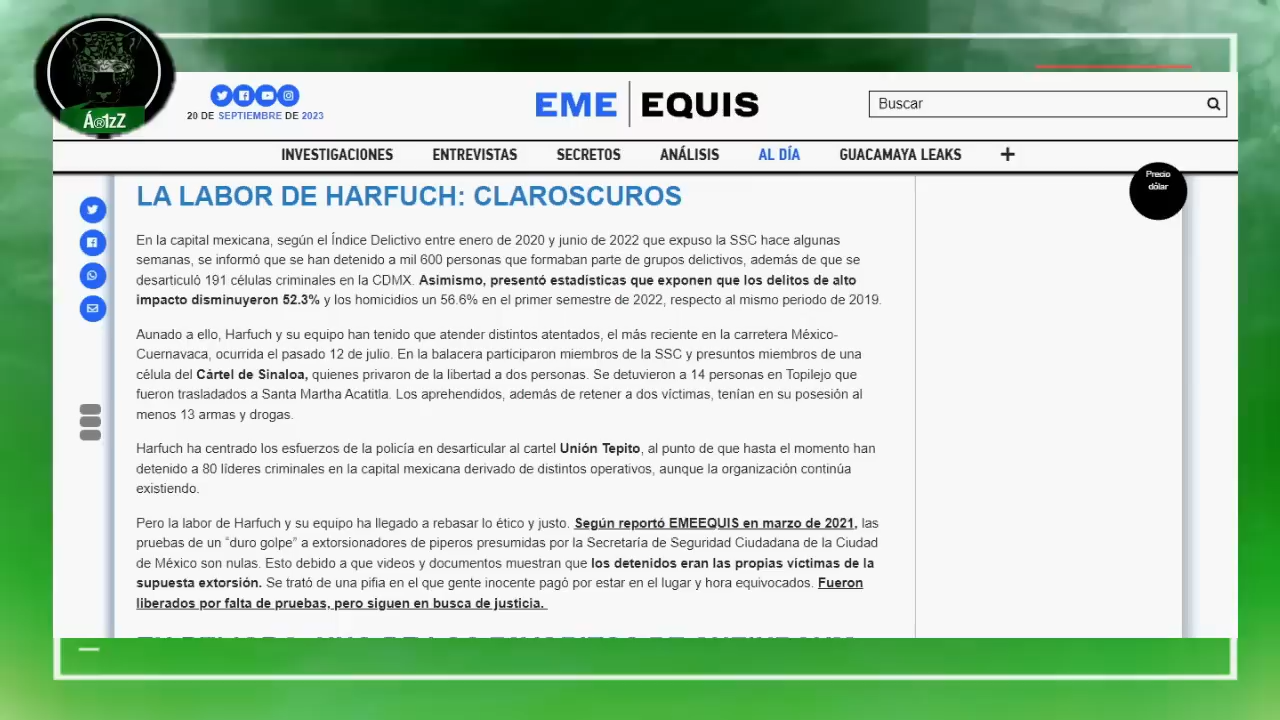 Á®1zZ
20 DE SEPTIEMBRE DE 2023
EME EQUIS
Buscar
INVESTIGACIONES ENTREVISTAS SECRETOS ANÁLISIS AL DÍA GUACAMAYA LEAKS +
Precio
dólar
LA LABOR DE HARFUCH: CLAROSCUROS
En la capital mexicana, según el Índice Delictivo entre enero de 2020 y junio de 2022 que expuso la SSC hace algunas
semanas, se informó que se han detenido a mil 600 personas que formaban parte de grupos delictivos, además de que se
desarticuló 191 células criminales en la CDMX. Asimismo, presentó estadísticas que exponen que los delitos de alto
impacto disminuyeron 52.3% y los homicidios un 56.6% en el primer semestre de 2022, respecto al mismo periodo de 2019.
Aunado a ello, Harfuch y su equipo han tenido que atender distintos atentados, el más reciente en la carretera México-
Cuernavaca, ocurrida el pasado 12 de julio. En la balacera participaron miembros de la SSC y presuntos miembros de una
célula del Cártel de Sinaloa, quienes privaron de la libertad a dos personas. Se detuvieron a 14 personas en Topilejo que
fueron trasladados a Santa Martha Acatitla. Los aprehendidos, además de retener a dos víctimas, tenían en su posesión al
menos 13 armas y drogas.
Harfuch ha centrado los esfuerzos de la policía en desarticular al cartel Unión Tepito, al punto de que hasta el momento han
detenido a 80 líderes criminales en la capital mexicana derivado de distintos operativos, aunque la organización continúa
existiendo.
Pero la labor de Harfuch y su equipo ha llegado a rebasar lo ético y justo. Según reportó EMEEQUIS en marzo de 2021, las
pruebas de un “duro golpe” a extorsionadores de piperos presumidas por la Secretaría de Seguridad Ciudadana de la Ciudad
de México son nulas. Esto debido a que videos y documentos muestran que los detenidos eran las propias víctimas de la
supuesta extorsión. Se trató de una pifia en el que gente inocente pagó por estar en el lugar y hora equivocados. Fueron
liberados por falta de pruebas, pero siguen en busca de justicia.